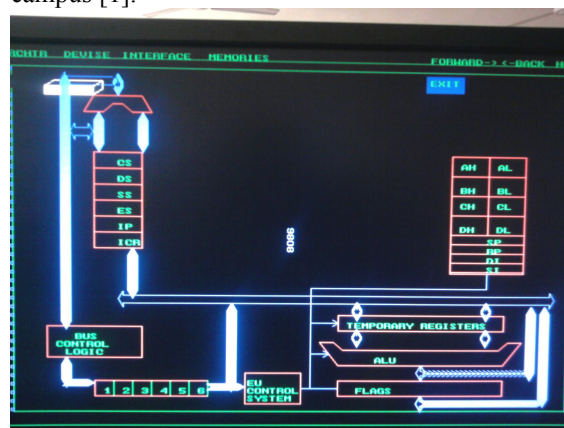 campus [1].
RCHTR DEVISE INTERFACE MEMORIES
FORWARD-> <-BACK
EXIT
CS
DS
SS
ES
IP
ICR
AH AL
BH BL
CH CL
DH DL
SP
BP
DI
SI
8086
TEMPORARY REGISTERS
ALU
BUS
CONTROL
LOGIC
1 2 3 4 5 6
EU
CONTROL
SYSTEM
FLAGS